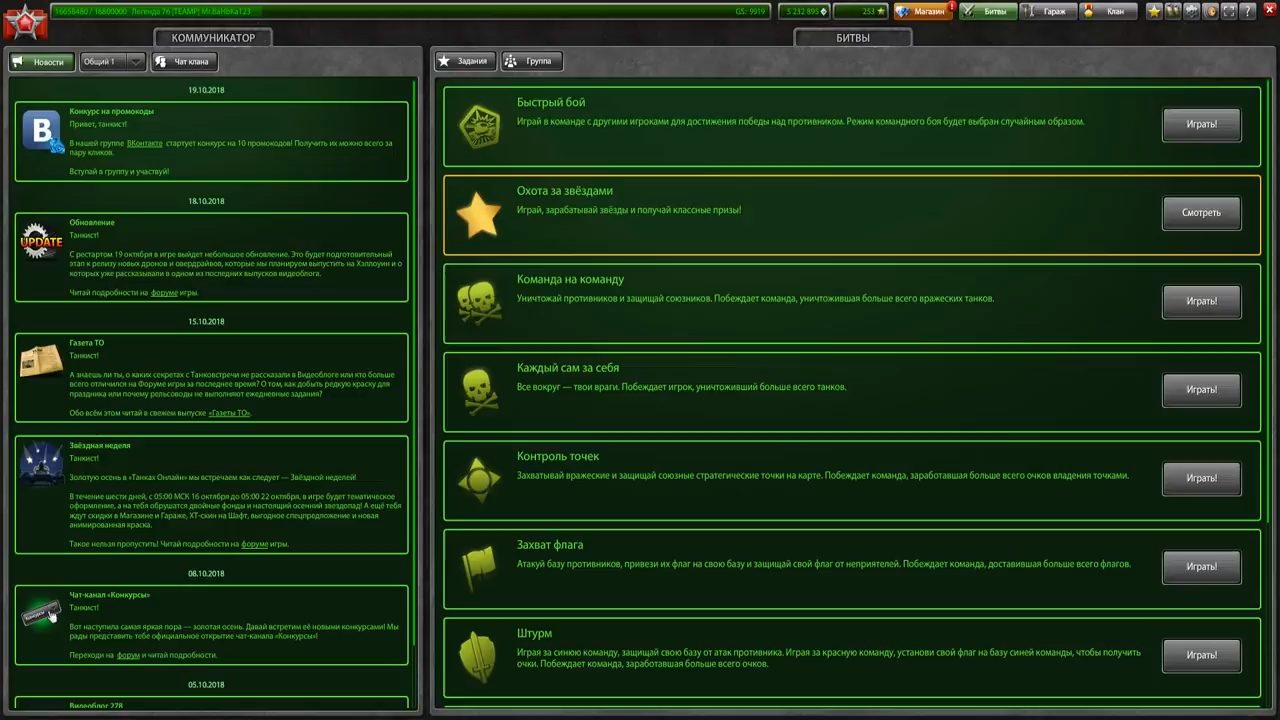 16658480 / 16800000 Легенда 76 [TEAMP] Mr.BaHbKa123
GS: 9919
5 232 895
253
Магазин
Битвы
Гараж
Клан
КОММУНИКАТОР
БИТВЫ
Новости
Общий 1
Чат клана
Задания
Группа
19.10.2018
Конкурс на промокоды
Привет, танкист!
В нашей группе ВКонтакте стартует конкурс на 10 промокодов! Получить их можно всего за
пару кликов.
Вступай в группу и участвуй!
18.10.2018
UPDATE
Обновление
Танкист!
С рестартом 19 октября в игре выйдет небольшое обновление. Это будет подготовительный
этап к релизу новых дронов и овердрайвов, которые мы планируем выпустить на Хэллоуин и о
которых уже рассказывали в одном из последних выпусков видеоблога.
Читай подробности на форуме игры.
15.10.2018
Газета ТО
Танкист!
А знаешь ли ты, о каких секретах с Танковстречи не рассказали в Видеоблоге или кто больше
всего отличился на Форуме игры за последнее время? О том, как добыть редкую краску для
праздника или почему рельсоводы не выполняют ежедневные задания?
Обо всём этом читай в свежем выпуске «Газеты ТО».
Звёздная неделя
Танкист!
Золотую осень в «Танках Онлайн» мы встречаем как следует — Звёздной неделей!
В течение шести дней, с 05:00 МСК 16 октября до 05:00 22 октября, в игре будет тематическое
оформление, а на тебя обрушатся двойные фонды и настоящий осенний звездопад! А ещё тебя
ждут скидки в Магазине и Гараже, XT-скин на Шафт, выгодное спецпредложение и новая
анимированная краска.
Такое нельзя пропустить! Читай подробности на форуме игры.
08.10.2018
Чат-канал «Конкурсы»
Танкист!
Вот наступила самая яркая пора — золотая осень. Давай встретим её новыми конкурсами! Мы
рады представить тебе официальное открытие чат-канала «Конкурсы»!
Переходи на форум и читай подробности.
05.10.2018
Видеоблог 278
Быстрый бой
Играй в команде с другими игроками для достижения победы над противником. Режим командного боя будет выбран случайным образом.
Играть!
Охота за звёздами
Играй, зарабатывай звёзды и получай классные призы!
Смотреть
Команда на команду
Уничтожай противников и защищай союзников. Побеждает команда, уничтожившая больше всего вражеских танков.
Играть!
Каждый сам за себя
Все вокруг — твои враги. Побеждает игрок, уничтоживший больше всего танков.
Играть!
Контроль точек
Захватывай вражеские и защищай союзные стратегические точки на карте. Побеждает команда, заработавшая больше всего очков владения точками.
Играть!
Захват флага
Атакуй базу противников, привези их флаг на свою базу и защищай свой флаг от неприятелей. Побеждает команда, доставившая больше всего флагов.
Играть!
Штурм
Играя за синюю команду, защищай свою базу от атак противника. Играя за красную команду, установи свой флаг на базу синей команды, чтобы получить
очки. Побеждает команда, заработавшая больше всего очков.
Играть!